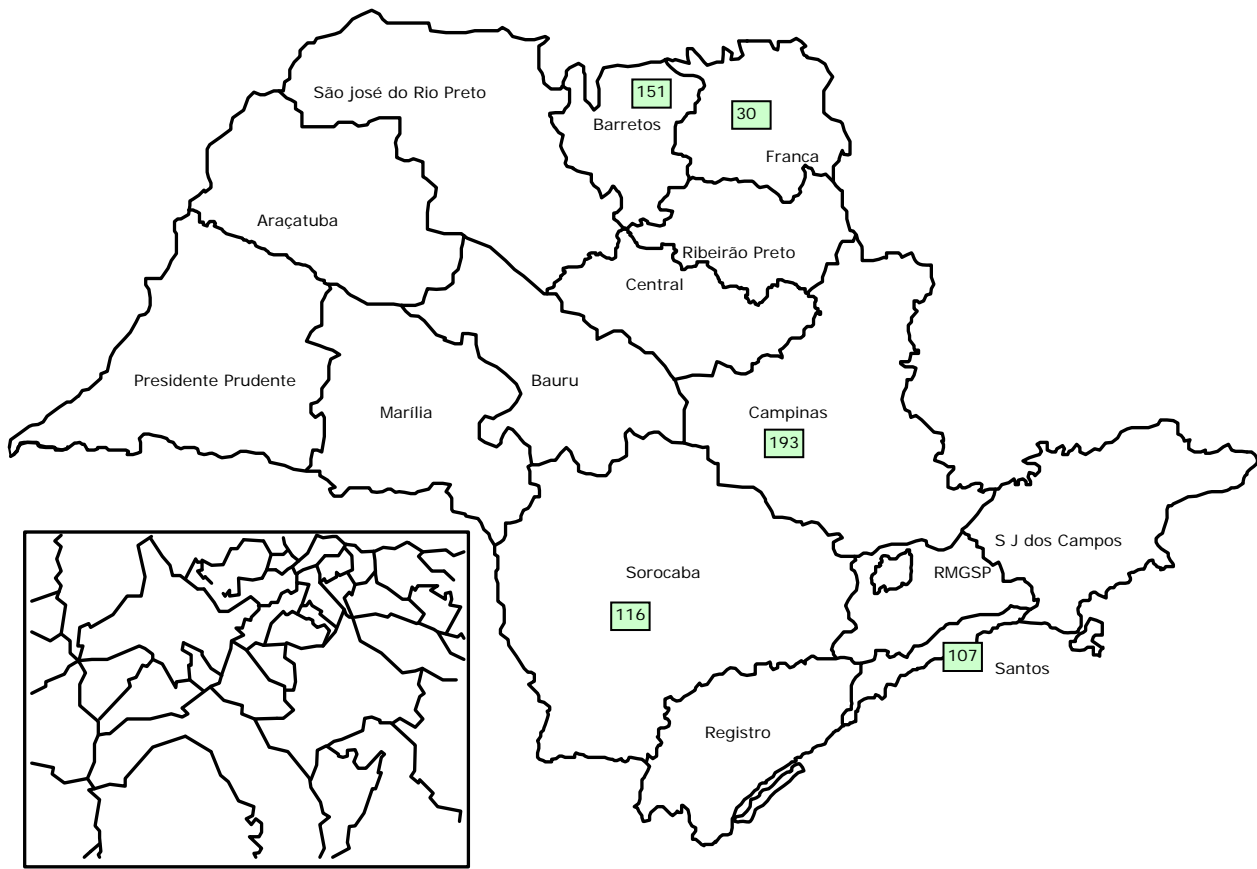 São josé do Rio Preto
151
Barretos
30
Franca
Araçatuba
Ribeirão Preto
Central
Presidente Prudente
Bauru
Marília
Campinas
193
S J dos Campos
Sorocaba
RMGSP
116
107
Santos
Registro